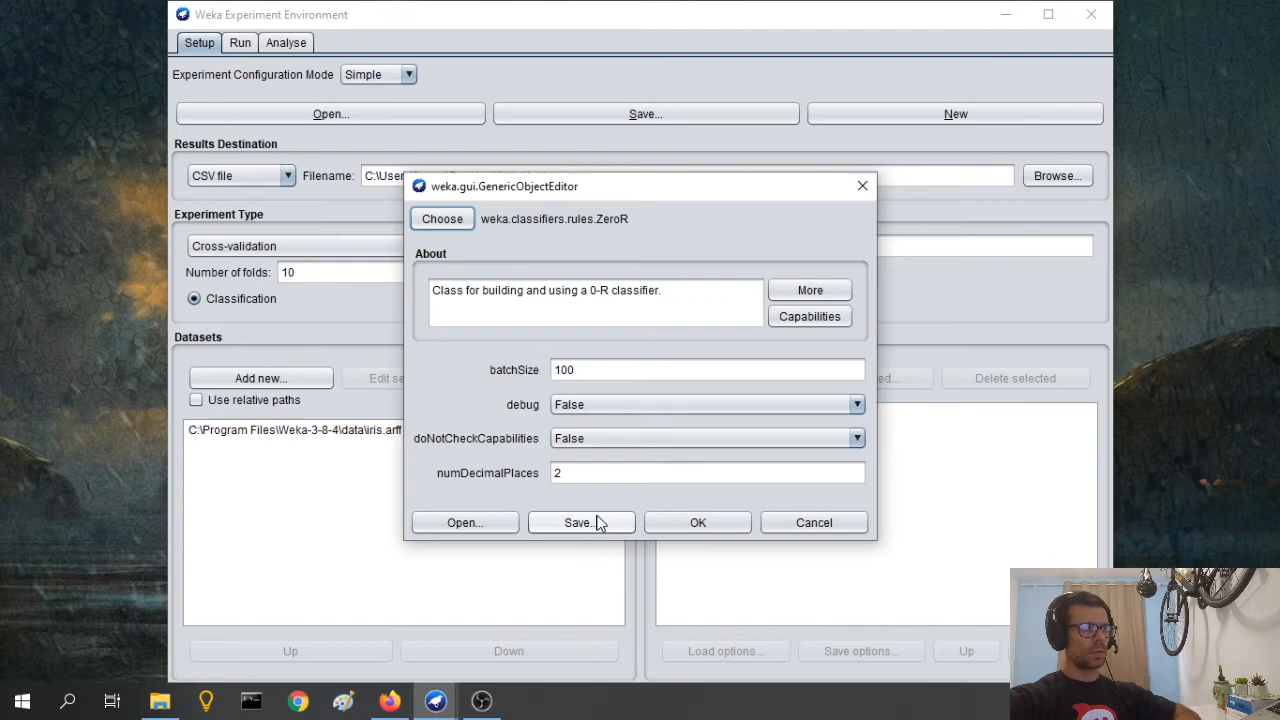 Weka Experiment Environment
Setup
Run
Analyse
Experiment Configuration Mode
Simple
Open...
Save...
New
Results Destination
CSV file
Filename:
C:\User
Browse...
weka.gui.GenericObjectEditor
Experiment Type
Choose
weka.classifiers.rules.ZeroR
Cross-validation
About
Number of folds:
10
Class for building and using a 0-R classifier.
More
Classification
Capabilities
Datasets
Add new...
Edit se
ed...
Delete selected
batchSize
100
Use relative paths
debug
False
C:\Program Files\Weka-3-8-4\data\iris.arff
doNotCheckCapabilities
False
numDecimalPlaces
2
Open...
Save...
OK
Cancel
Up
Down
Load options...
Save options...
Up